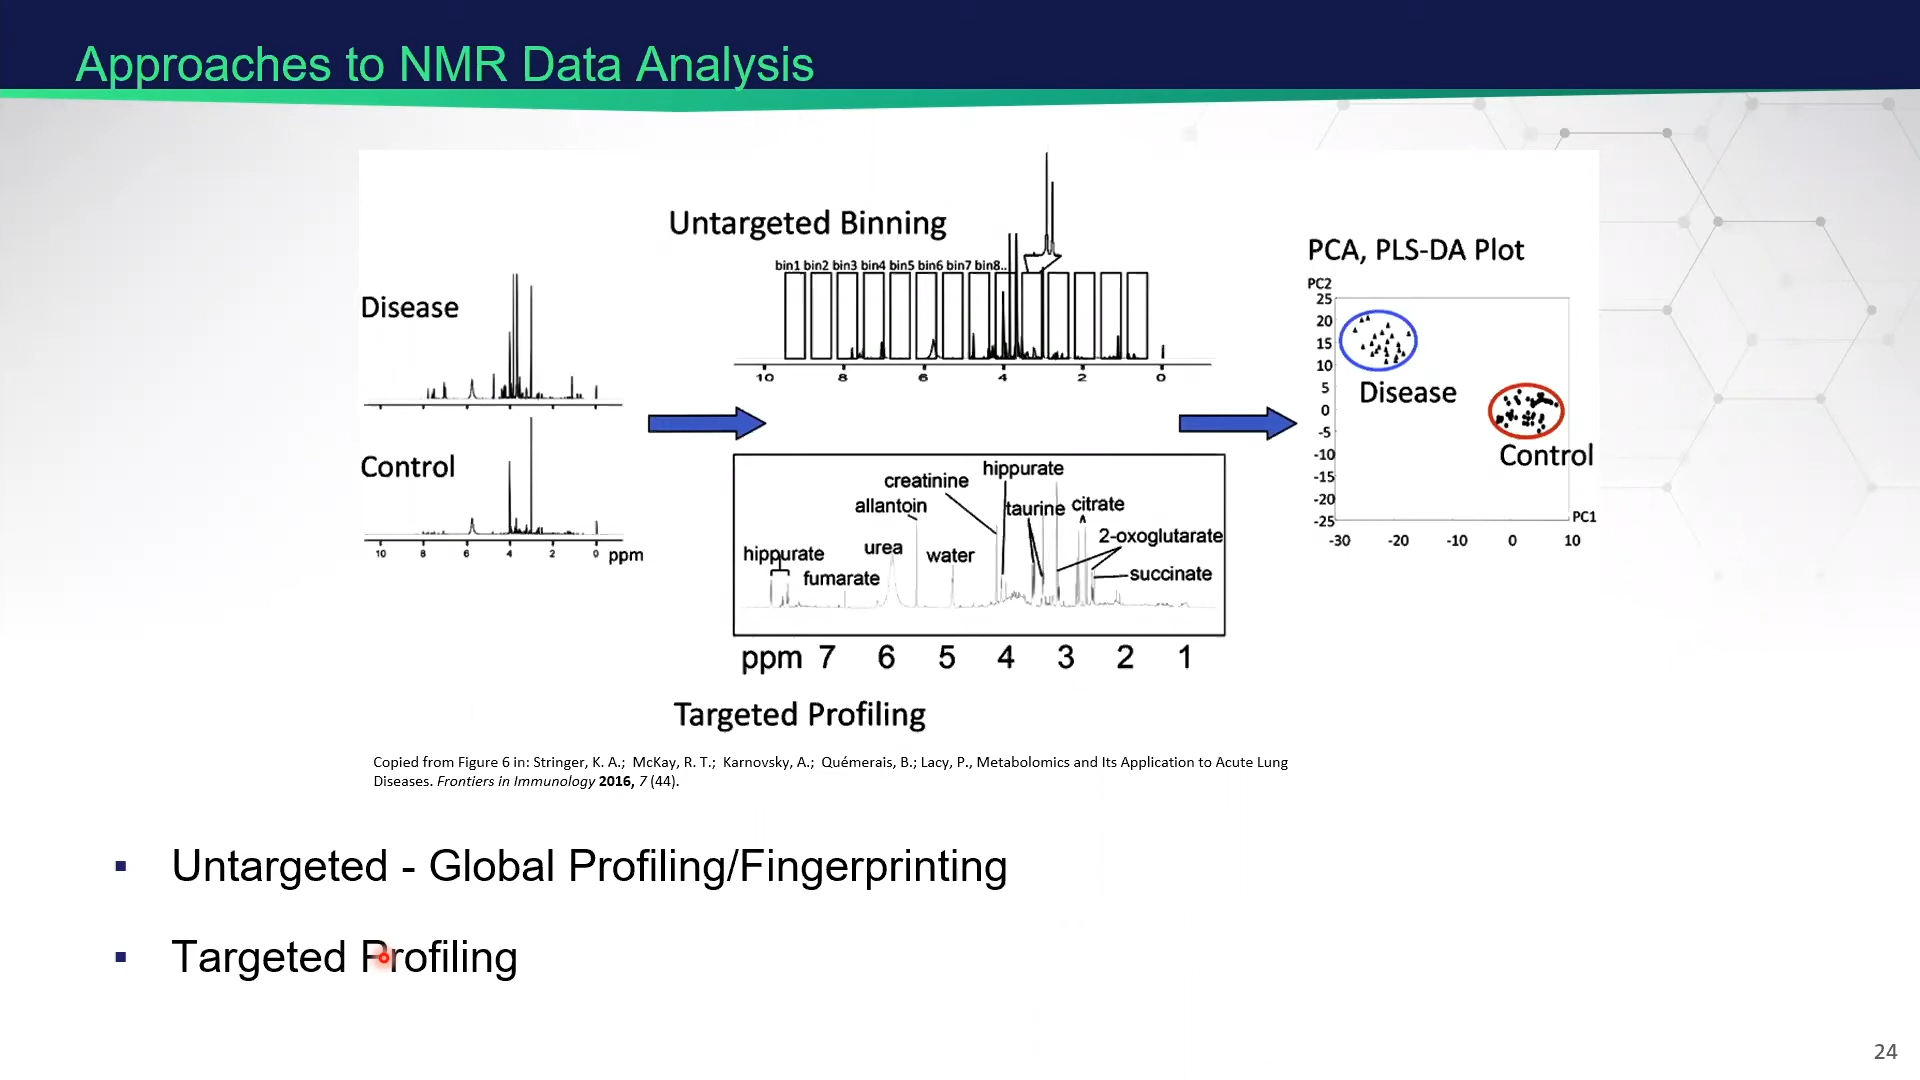 Approaches to NMR Data Analysis
Disease
Control
10 8 6 4 2 0 ppm
Untargeted Binning
bin1 bin2 bin3 bin4 bin5 bin6 bin7 bin8..
10 8 6 4 2 0
hippurate
creatinine
allantoin
taurine citrate
2-oxoglutarate
hippurate
urea
water
fumarate
succinate
ppm 7 6 5 4 3 2 1
Targeted Profiling
PCA, PLS-DA Plot
PC2
25
20
15
10
5
0
-5
-10
-15
-20
-25
Disease
Control
PC1
-30 -20 -10 0 10
Copied from Figure 6 in: Stringer, K. A.; McKay, R. T.; Karnovsky, A.; Quémerais, B.; Lacy, P., Metabolomics and Its Application to Acute Lung
Diseases. Frontiers in Immunology 2016, 7 (44).
▪ Untargeted - Global Profiling/Fingerprinting
▪ Targeted Profiling
24